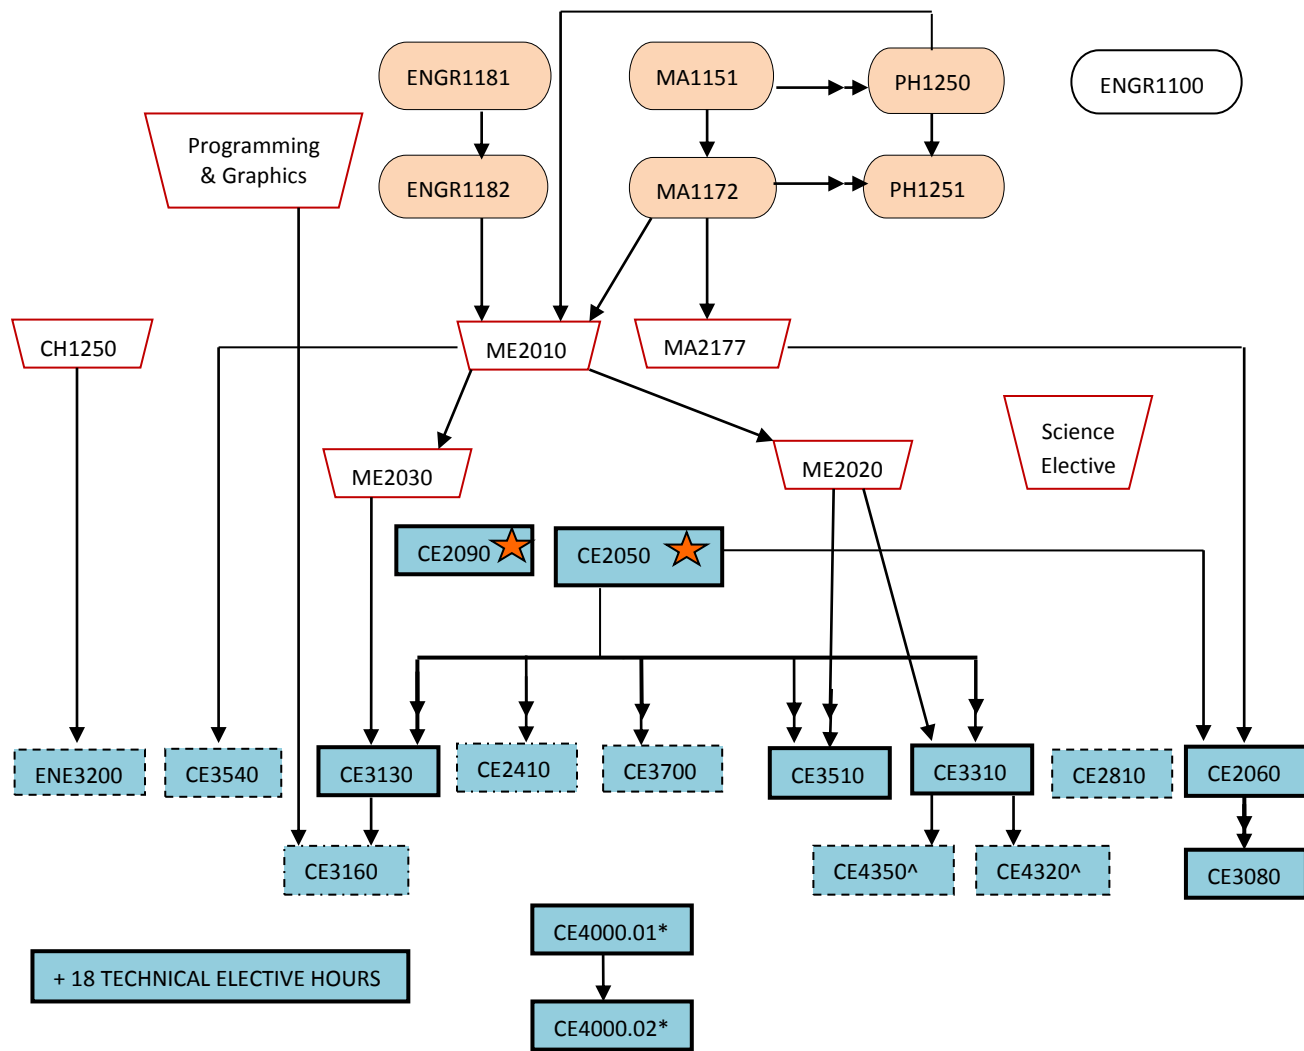 ENGR1181
MA1151
PH1250
ENGR1100
Programming
& Graphics
ENGR1182
MA1172
PH1251
CH1250
ME2010
MA2177
Science
Elective
ME2030
ME2020
CE2090
CE2050
ENE3200
CE3540
CE3130
CE2410
CE3700
CE3510
CE3310
CE2810
CE2060
CE3160
CE4350^
CE4320^
CE3080
CE4000.01*
+ 18 TECHNICAL ELECTIVE HOURS
CE4000.02*